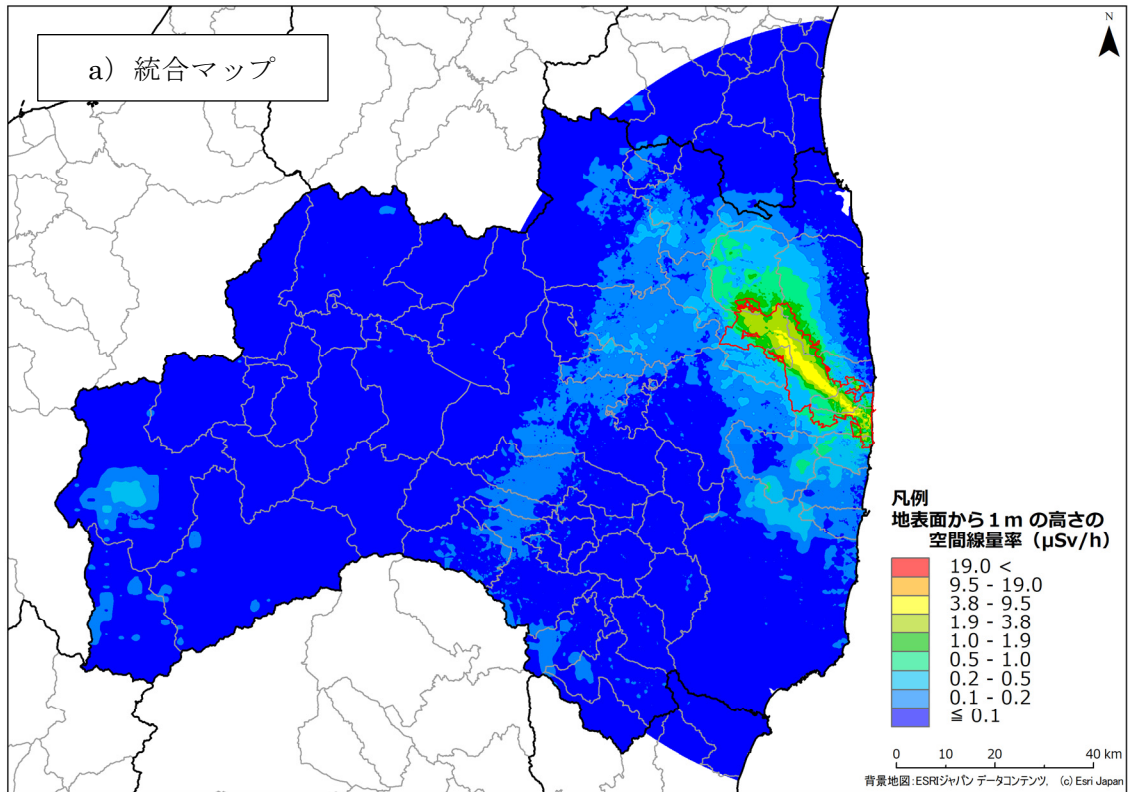 a）統合マップ
N
凡例
地表面から１ｍ の高さの
空間線量率（μSv/h）
19.0 <
9.5 - 19.0
3.8 - 9.5
1.9 - 3.8
1.0 - 1.9
0.5 - 1.0
0.2 - 0.5
0.1 - 0.2
≦ 0.1
0 10 20 40 km
背景地図：ESRIジャパン データコンテンツ， (c) Esri Japan